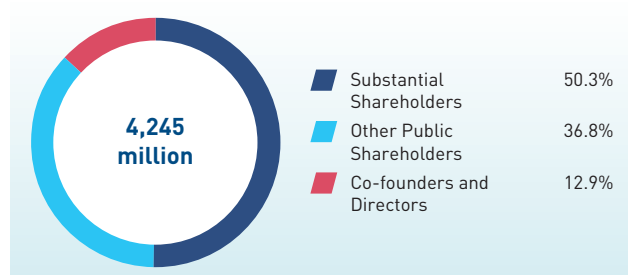 4,245
million
Substantial 50.3%
Shareholders
Other Public 36.8%
Shareholders
Co-founders and 12.9%
Directors